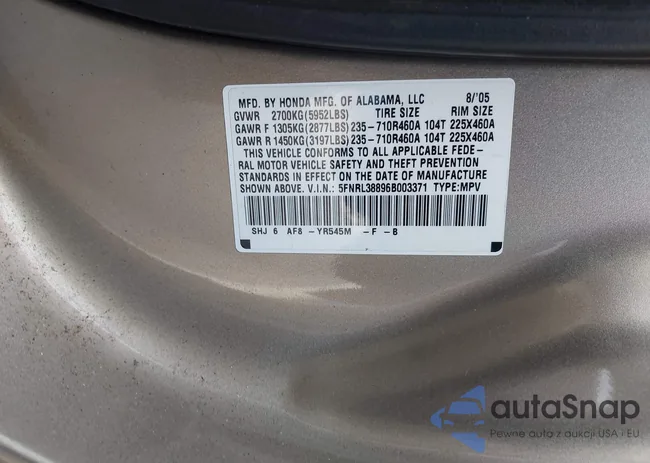 MFD. BY HONDA MFG. OF ALABAMA, LLC 8/'05
GVWR 2700KG(5952LBS) TIRE SIZE RIM SIZE
GAWR F 1305KG(2877LBS)235-710R460A 104T 225X460A
GAWR R 1450KG(3197LBS)235-710R460A 104T 225X460A
THIS VEHICLE CONFORMS TO ALL APPLICABLE FEDE-
RAL MOTOR VEHICLE SAFETY AND THEFT PREVENTION
STANDARDS IN EFFECT ON THE DATE OF MANUFACTURE
SHOWN ABOVE. V.I.N.: 5FNRL38896B003371 TYPE:MPV
SHJ 6 AF8 -YR545M -F -B
autaSnap
Pewne auta z aukcji USA i EU